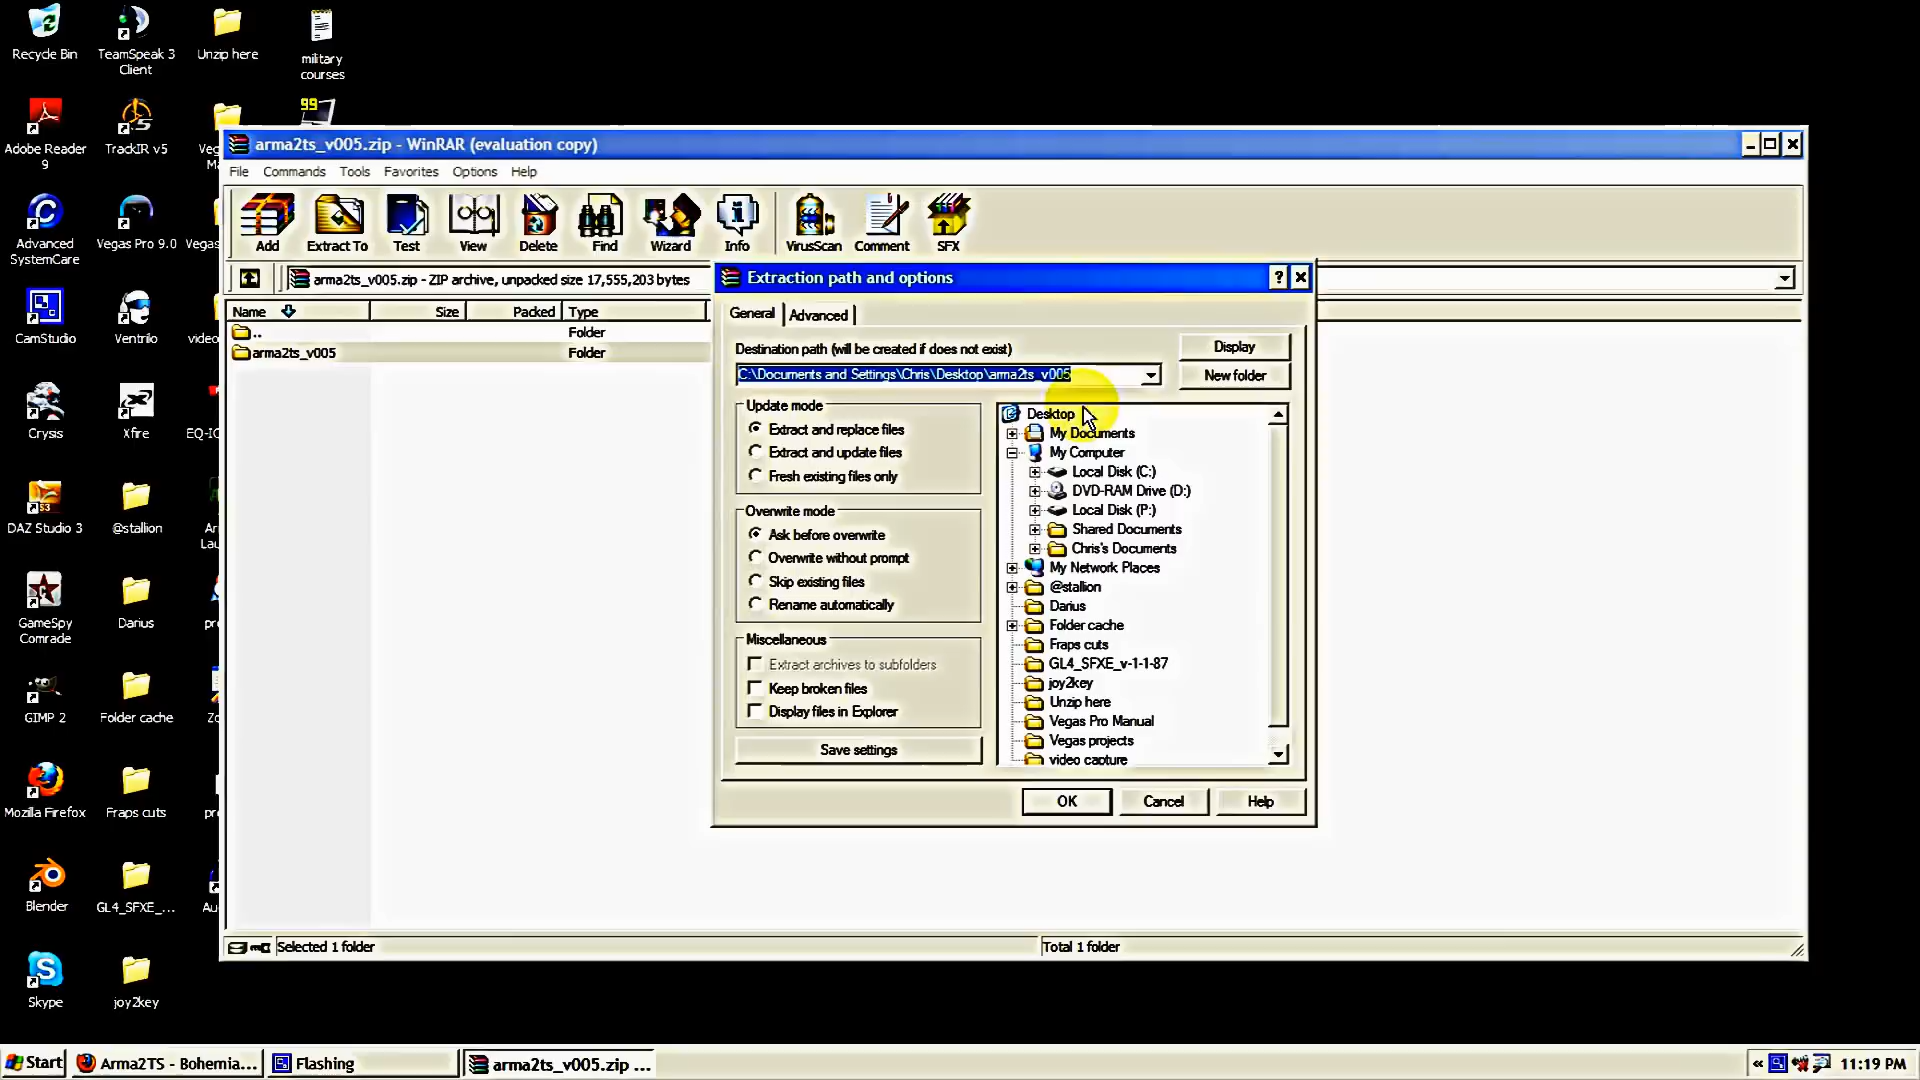 Recycle Bin
TeamSpeak 3
Client
Unzip here
military
courses
99
Adobe Reader
9
TrackIR v5
Advanced
SystemCare
Vegas Pro 9.0
CamStudio
Ventrilo
Crysis
Xfire
DAZ Studio 3
@stallion
GameSpy
Comrade
Darius
GIMP 2
Folder cache
Mozilla Firefox
Fraps cuts
Blender
GL4_SFXE_...
Skype
joy2key
arma2ts_v005.zip - WinRAR (evaluation copy)
File Commands Tools Favorites Options Help
Add Extract To Test View Delete Find Wizard Info VirusScan Comment SFX
arma2ts_v005.zip - ZIP archive, unpacked size 17,555,203 bytes
Name Size Packed Type
.. Folder
arma2ts_v005 Folder
Selected 1 folder
Total 1 folder
Extraction path and options
General Advanced
Destination path (will be created if does not exist)
C:\Documents and Settings\Chris\Desktop\arma2ts_v005
Display
New folder
Update mode
Extract and replace files
Extract and update files
Fresh existing files only
Overwrite mode
Ask before overwrite
Overwrite without prompt
Skip existing files
Rename automatically
Miscellaneous
Extract archives to subfolders
Keep broken files
Display files in Explorer
Save settings
Desktop
My Documents
My Computer
Local Disk (C:)
DVD-RAM Drive (D:)
Local Disk (P:)
Shared Documents
Chris's Documents
My Network Places
@stallion
Darius
Folder cache
Fraps cuts
GL4_SFXE_v-1-1-87
joy2key
Unzip here
Vegas Pro Manual
Vegas projects
video capture
OK Cancel Help
Start
Arma2TS - Bohemia...
Flashing
arma2ts_v005.zip ...
« 11:19 PM